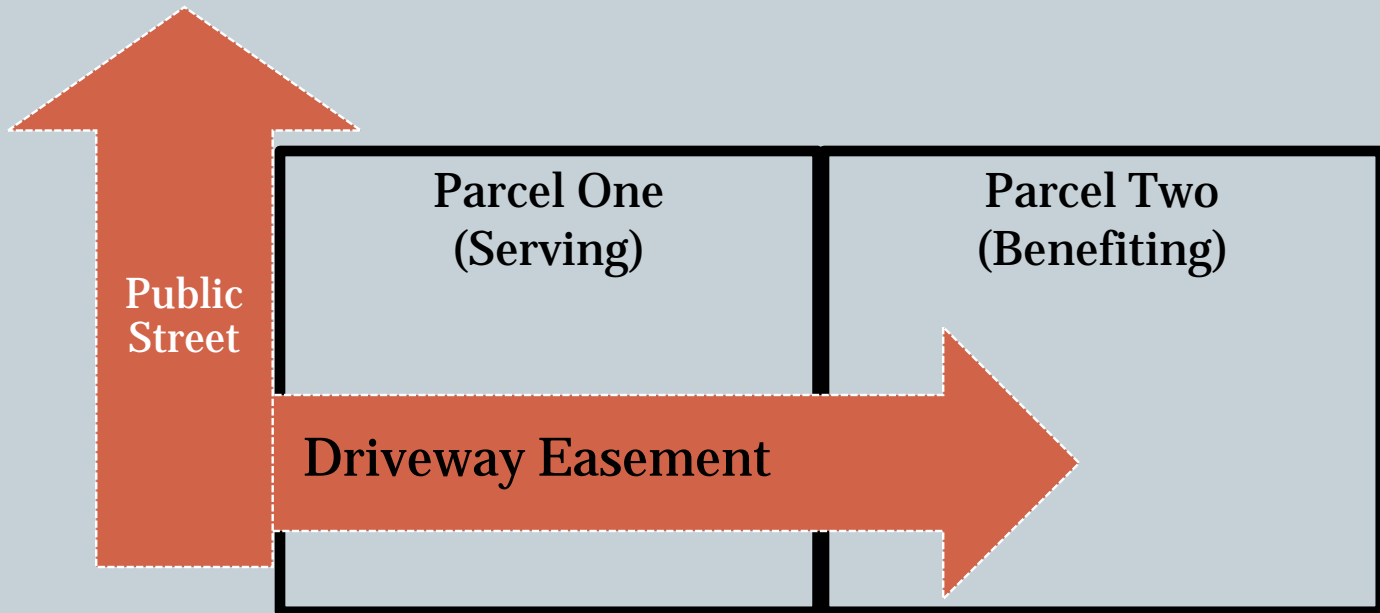 Parcel One
(Serving)
Parcel Two
(Benefiting)
Public
Street
Driveway Easement